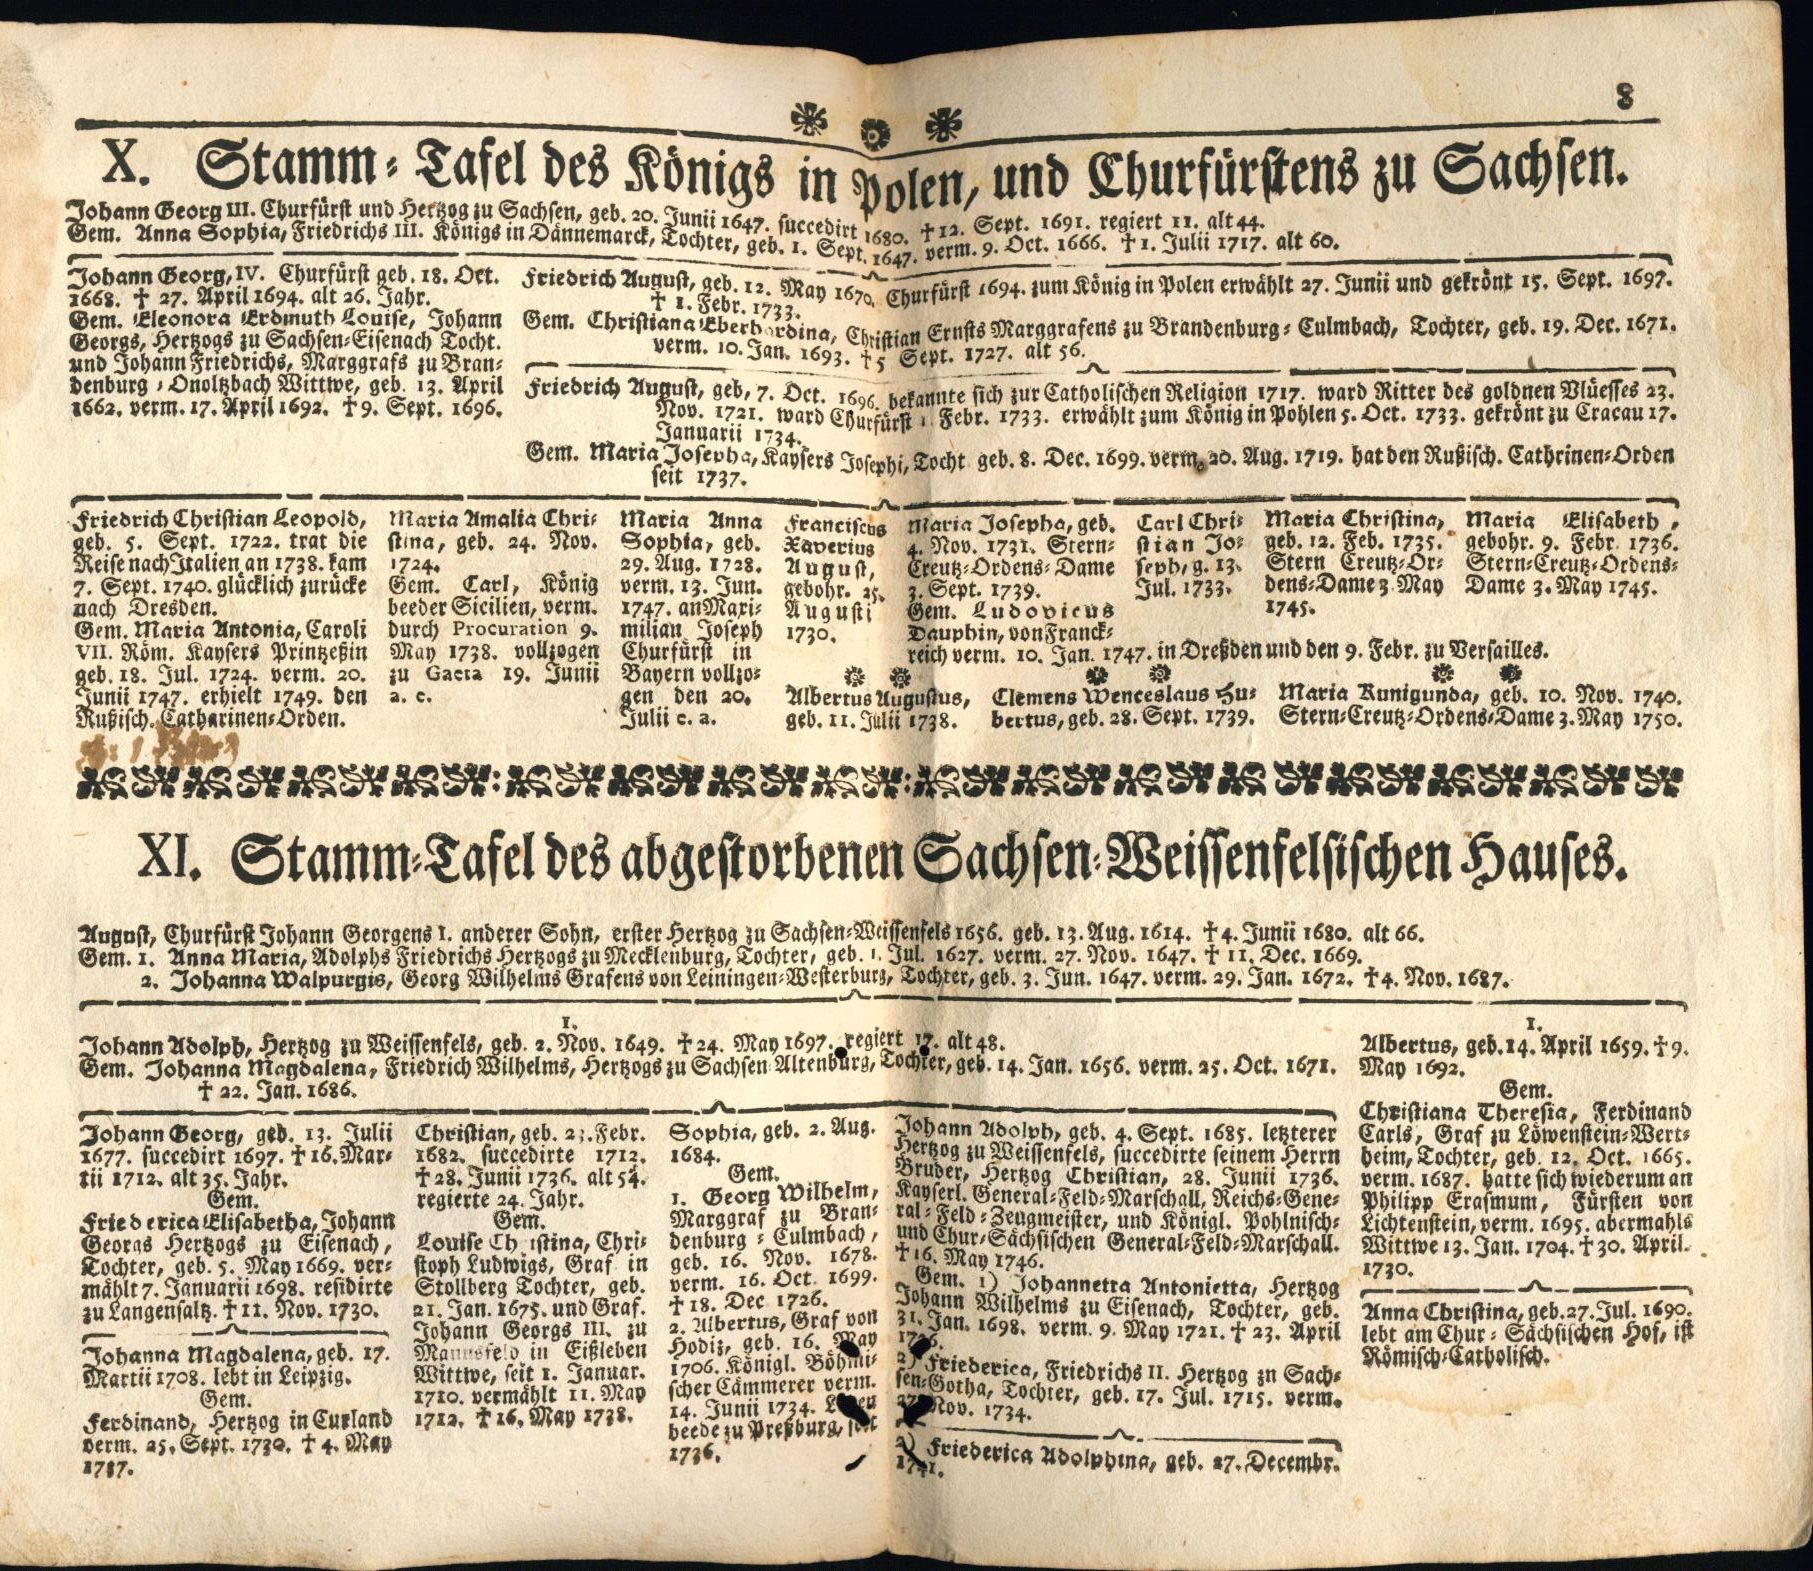 8
X. Stamm-Tafel des Königs in Polen, und Churfürstens zu Sachsen.
Johann Georg III. Churfürst und Hertzog zu Sachsen, geb. 20. Junii 1647. succedirt 1680. † 12. Sept. 1691. regiert 11. alt 44.
Gem. Anna Sophia, Friedrichs III. Königs in Dännemarck, Tochter, geb. 1. Sept. 1647. verm. 9. Oct. 1666. † 1. Julii 1717. alt 60.
Johann Georg, IV. Churfürst geb. 18. Oct.
1668. † 27. April 1694. alt 26. Jahr.
Gem. Eleonora Erdmuth Louise, Johann
Georgs, Hertzogs zu Sachsen-Eisenach Tocht.
und Johann Friedrichs, Marggrafs zu Bran-
denburg-Onoltzbach Wittwe, geb. 13. April
1662. verm. 17. April 1692. † 9. Sept. 1696.
Friedrich August, geb. 12. May 1670. Churfürst 1694. zum König in Polen erwählt 27. Junii und gekrönt 15. Sept. 1697.
† 1. Febr. 1733.
Gem. Christiana Eberhardina, Christian Ernsts Marggrafens zu Brandenburg-Culmbach, Tochter, geb. 19. Dec. 1671.
verm. 10. Jan. 1693. † 5 Sept. 1727. alt 56.
Friedrich August, geb, 7. Oct. 1696. bekannte sich zur Catholischen Religion 1717. ward Ritter des goldnen Vlüesses 23.
Nov. 1721. ward Churfürst 1 Febr. 1733. erwählt zum König in Pohlen 5. Oct. 1733. gekrönt zu Cracau 17.
Januarii 1734.
Gem. Maria Josepha, Kaysers Josephi, Tocht geb. 8. Dec. 1699. verm. 20. Aug. 1719. hat den Rußisch. Cathrinen-Orden
seit 1737.
Friedrich Christian Leopold,
geb. 5. Sept. 1722. trat die
Reise nach Italien an 1738. kam
7. Sept. 1740. glücklich zurücke
nach Dresden.
Gem. Maria Antonia, Caroli
VII. Röm. Kaysers Printzeßin
geb. 18. Jul. 1724. verm. 20.
Junii 1747. erhielt 1749. den
Rußisch. Catharinen-Orden.
Maria Amalia Chri-
stina, geb. 24. Nov.
1724.
Gem. Carl, König
beeder Sicilien, verm.
durch Procuration 9.
May 1738. vollzogen
zu Gaeta 19. Junii
a. c.
Maria Anna
Sophia, geb.
29. Aug. 1728.
verm. 13. Jun.
1747. an Maxi-
milian Joseph
Churfürst in
Bayern vollzo-
gen den 20.
Julii c. a.
Franciscus
Xaverius
August,
gebohr. 25.
Augusti
1730.
Maria Josepha, geb.
4. Nov. 1731. Stern-
Creutz-Ordens-Dame
3. Sept. 1739.
Gem. Ludovicus
Dauphin, von Franck-
reich verm. 10. Jan. 1747. in Dreßden und den 9. Febr. zu Versailles.
Carl Chri-
stian Jo-
seph, g. 13.
Jul. 1733.
Maria Christina,
geb. 12. Feb. 1735.
Stern Creutz-Or-
dens-Dame 3 May
1745.
Maria Elisabeth,
gebohr. 9. Febr 1736.
Stern-Creutz-Ordens-
Dame 3. May 1745.
Albertus Augustus,
geb. 11. Julii 1738.
Clemens Wenceslaus Hu-
bertus, geb. 28. Sept. 1739.
Maria Kunigunda, geb. 10. Nov. 1740.
Stern-Creutz-Ordens-Dame 3. May 1750.
XI. Stamm-Tafel des abgestorbenen Sachsen-Weissenfelsischen Hauses.
August, Churfürst Johann Georgens I. anderer Sohn, erster Hertzog zu Sachsen-Weissenfels 1656. geb. 13. Aug. 1614. † 4. Junii 1680. alt 66.
Gem. 1. Anna Maria, Adolphs Friedrichs Hertzogs zu Mecklenburg, Tochter, geb. 1. Jul. 1627. verm. 27. Nov. 1647. † 11. Dec. 1669.
2. Johanna Walpurgis, Georg Wilhelms Grafens von Leiningen-Westerburg, Tochter, geb. 3. Jun. 1647. verm. 29. Jan. 1672. † 4. Nov. 1687.
1.
Johann Adolph, Hertzog zu Weissenfels, geb. 2. Nov. 1649. † 24. May 1697. regiert 17. alt 48.
Gem. Johanna Magdalena, Friedrich Wilhelms, Hertzogs zu Sachsen Altenburg, Tochter, geb. 14. Jan. 1656. verm. 25. Oct. 1671.
† 22. Jan. 1686.
1.
Albertus, geb. 14. April 1659. † 9.
May 1692.
Gem.
Christiana Theresia, Ferdinand
Carls, Graf zu Löwenstein-Wert-
heim, Tochter, geb. 12. Oct. 1665.
verm. 1687. hatte sich wiederum an
Philipp Erasmum, Fürsten von
Lichtenstein, verm. 1695. abermahls
Wittwe 13. Jan. 1704. † 30. April.
1730.
Anna Christina, geb. 27. Jul. 1690.
lebt am Chur-Sächsischen Hof, ist
Römisch-Catholisch.
Johann Georg, geb. 13. Julii
1677. succedirt 1697. † 16. Mar-
tii 1712. alt 35. Jahr.
Gem.
Friederica Elisabetha, Johann
Georgs Hertzogs zu Eisenach,
Tochter, geb. 5. May 1669. ver-
mählt 7. Januarii 1698. residirte
zu Langensaltz. † 11. Nov. 1730.
Johanna Magdalena, geb. 17.
Martii 1708. lebt in Leipzig.
Gem.
Ferdinand, Hertzog in Curland
verm. 25. Sept. 1730. † 4. May
1737.
Christian, geb. 23. Febr.
1682. succedirte 1712.
† 28. Junii 1736. alt 54.
regierte 24. Jahr.
Gem.
Louise Christina, Chri-
stoph Ludwigs, Graf in
Stollberg Tochter, geb.
21. Jan. 1675. und Graf.
Johann Georgs III. zu
Mannsfeld in Eißleben
Wittwe, seit 1. Januar.
1710. vermählt 11. May
1712. † 16. May 1738.
Sophia, geb. 2. Aug.
1684.
Gem.
1. Georg Wilhelm,
Marggraf zu Bran-
denburg-Culmbach,
geb. 16. Nov. 1678.
verm. 16. Oct 1699.
† 18. Dec 1726.
2. Albertus, Graf von
Hodiz, geb. 16. May
1706. Königl. Böhmi-
scher Cämmerer verm.
14. Junii 1734. Leben
beede zu Preßburg, seit
1736.
Johann Adolph, geb. 4. Sept. 1685. letzterer
Hertzog zu Weissenfels, succedirte seinem Herrn
Bruder, Hertzog Christian, 28. Junii 1736.
Kayserl. General-Feld-Marschall, Reichs-Gene-
ral-Feld-Zeugmeister, und Königl. Pohlnisch-
und Chur-Sächsischen General-Feld-Marschall.
† 16. May 1746.
Gem. 1) Johannetta Antonietta, Hertzog
Johann Wilhelms zu Eisenach, Tochter, geb.
31. Jan. 1698. verm. 9. May 1721. † 23. April
1726.
2) Friederica, Friedrichs II. Hertzog zn Sach-
sen-Gotha, Tochter, geb. 17. Jul. 1715. verm.
27. Nov. 1734.
2) Friederica Adolphina, geb. 27. Decembr.
1741.